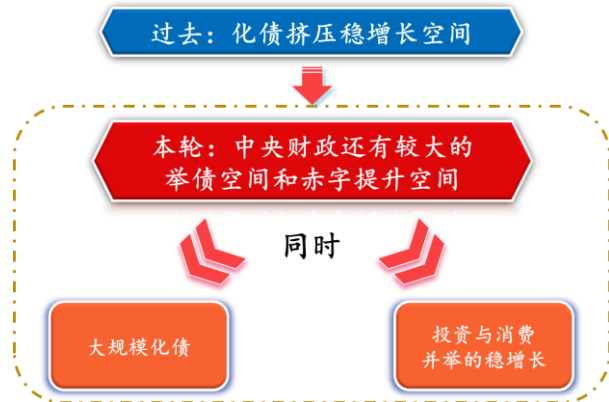 过去：化债挤压稳增长空间
本轮：中央财政还有较大的
举债空间和赤字提升空间
同时
大规模化债
投资与消费
并举的稳增长